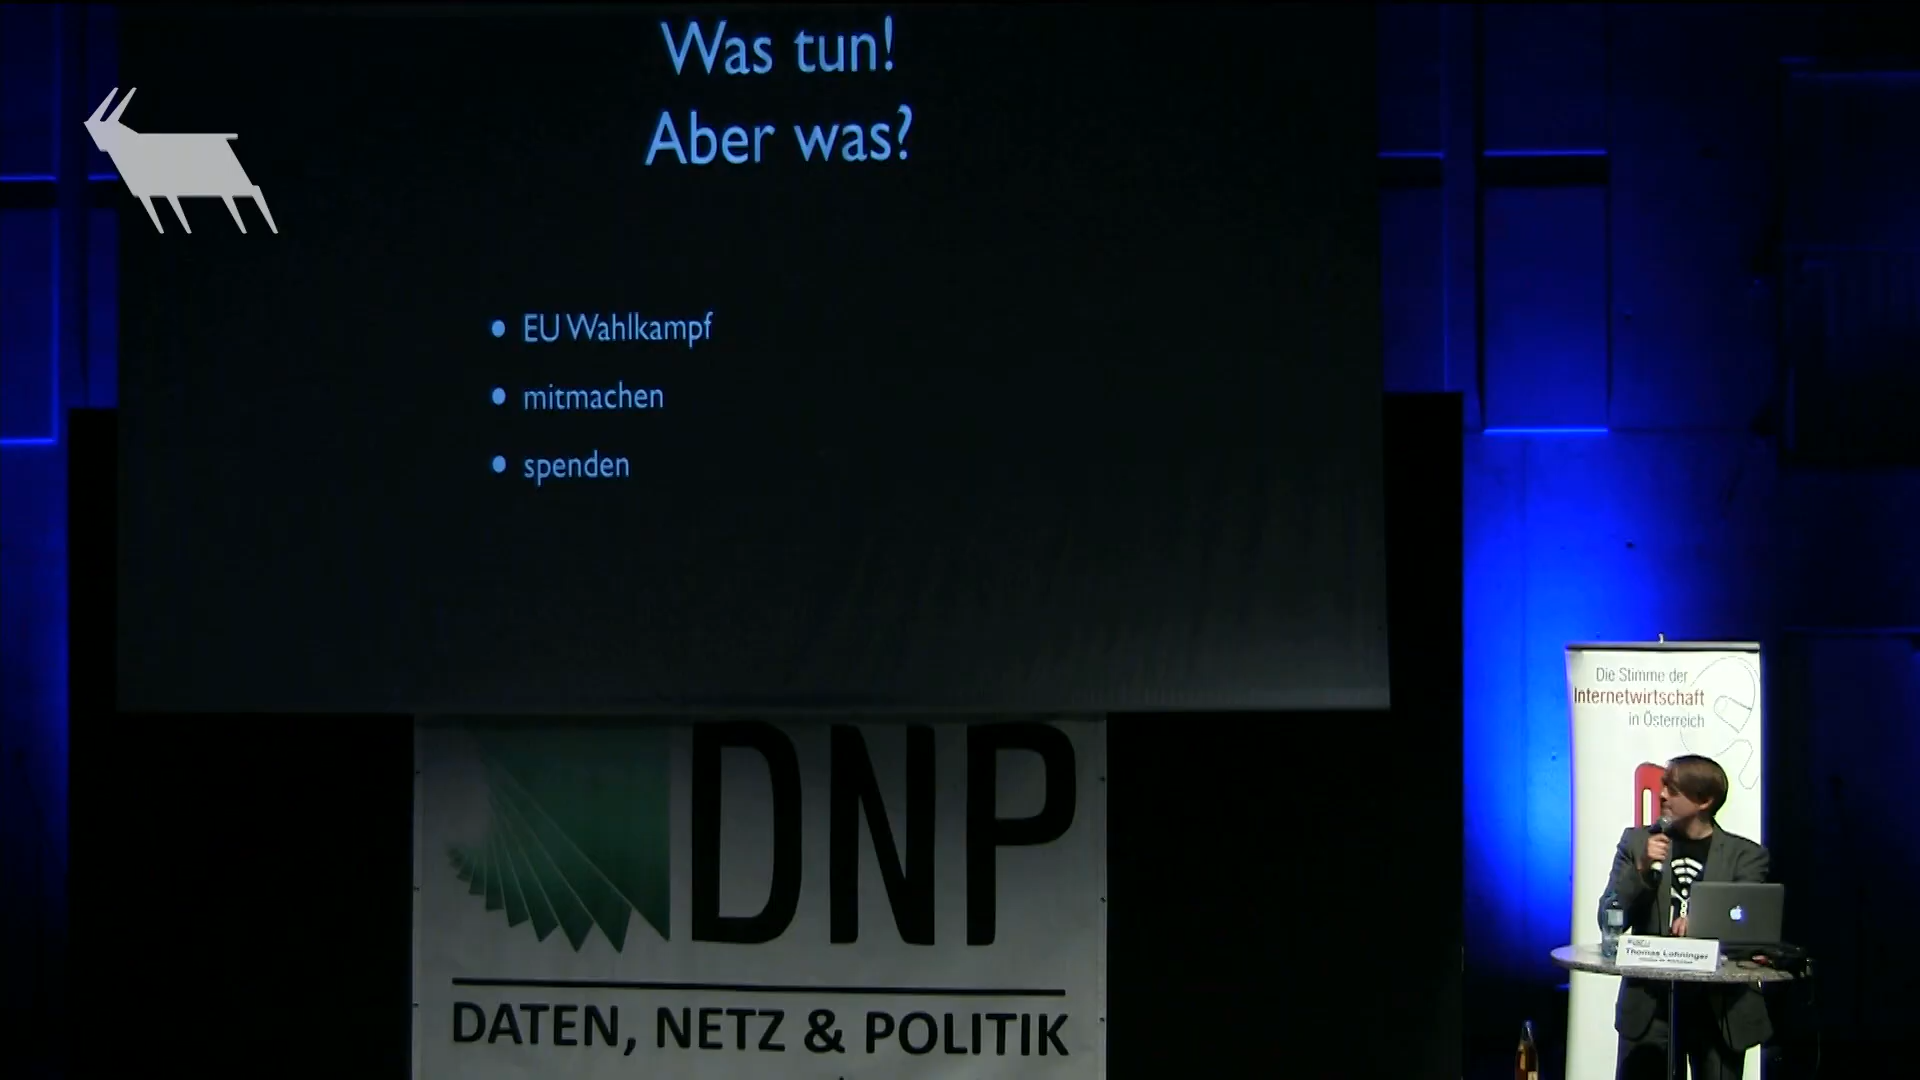 Was tun!
Aber was?
• EU Wahlkampf
• mitmachen
• spenden
Die Stimme der
Internetwirtschaft
in Österreich
DNP
DATEN, NETZ & POLITIK
Thomas Lohninger